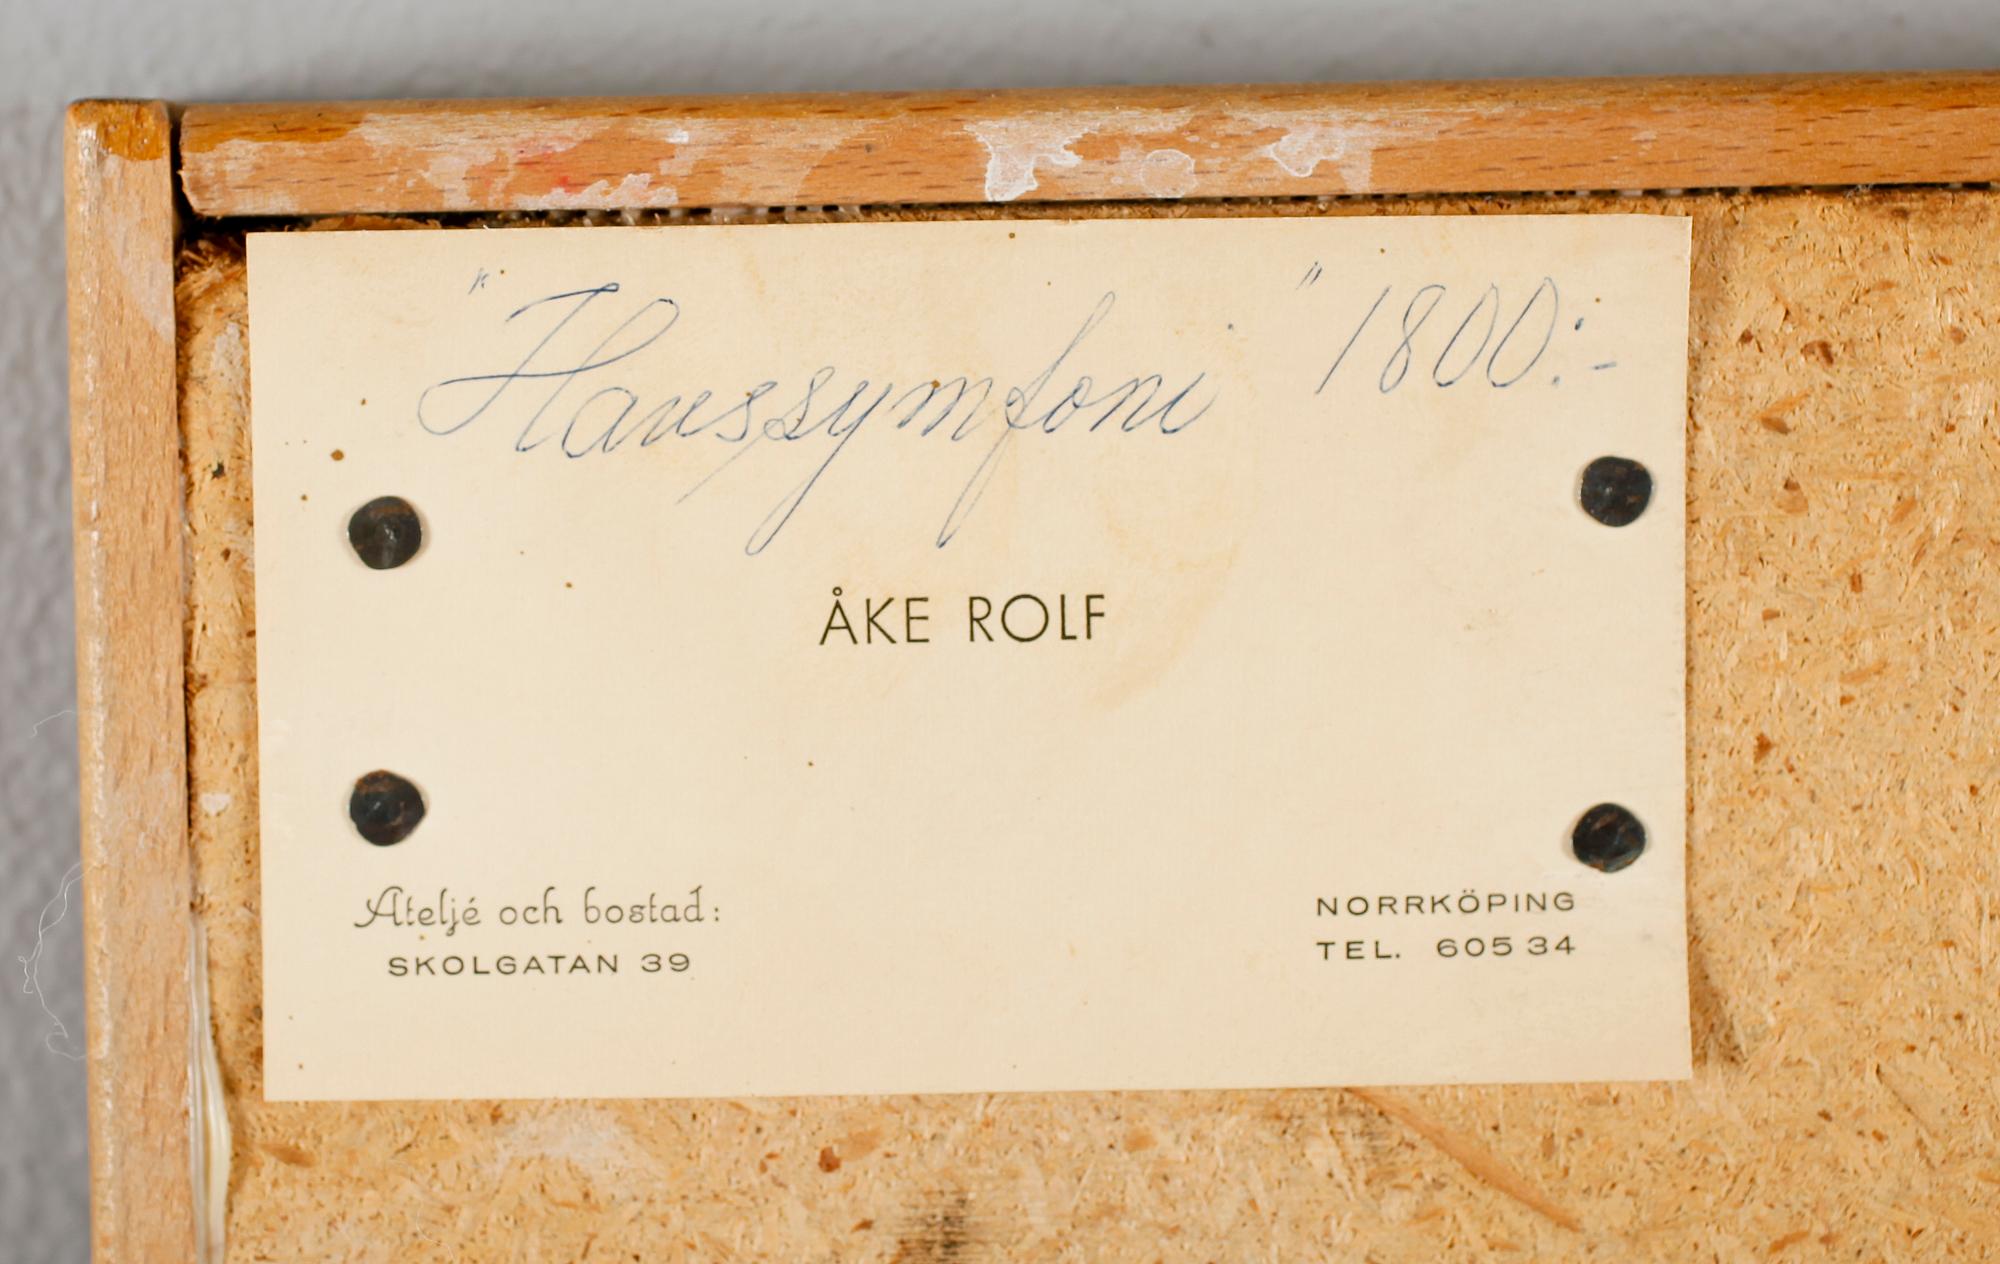 "Havssymfoni" 1800:-
ÅKE ROLF
Ateljé och bostad:
SKOLGATAN 39
NORRKÖPING
TEL. 605 34